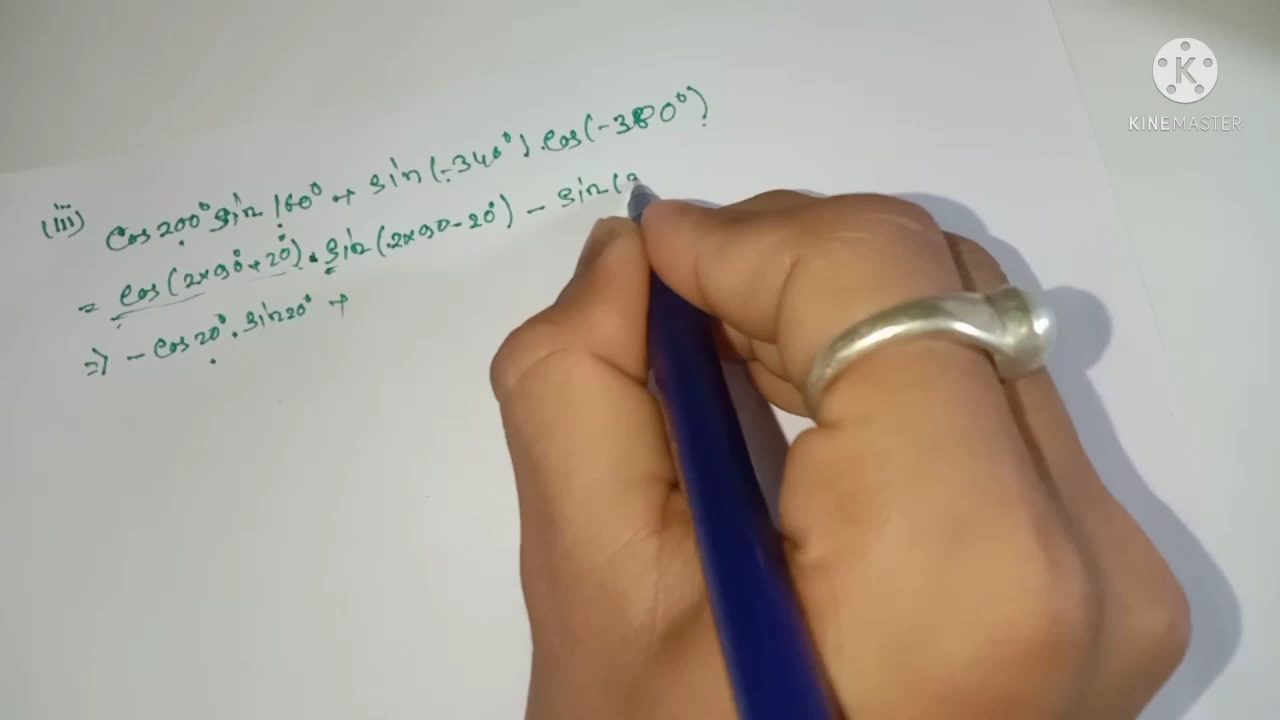 KINEMASTER
(iii) Cos 200° sin 160° + sin(-340°). cos(-380°)?
= cos(2×90°+20°). sin(2×90-20°) - sin(
=> - cos 20°. sin 20° +